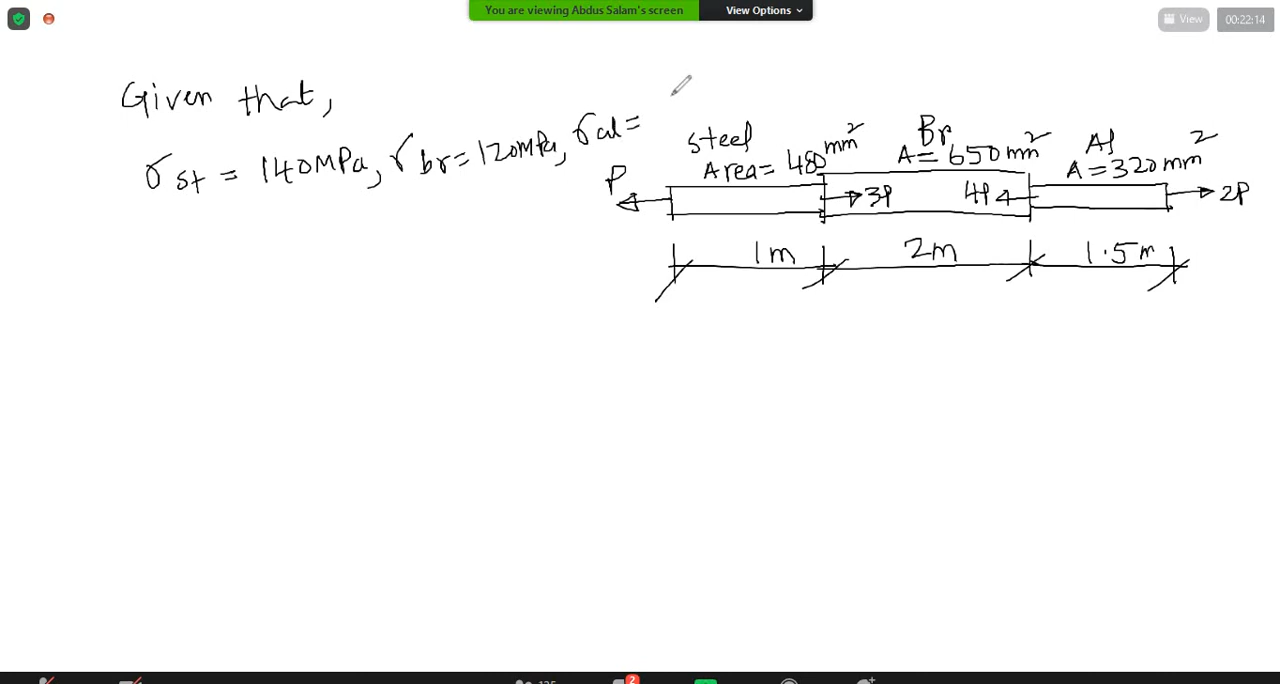 You are viewing Abdus Salam's screen View Options
View 00:22:14
Given that,
σst = 140MPa, σbr = 120MPa, σal =
steel Area = 480 mm²
Br A = 650 mm²
Al A = 320 mm²
P 3P 4P 2P
1m 2m 1.5m
2